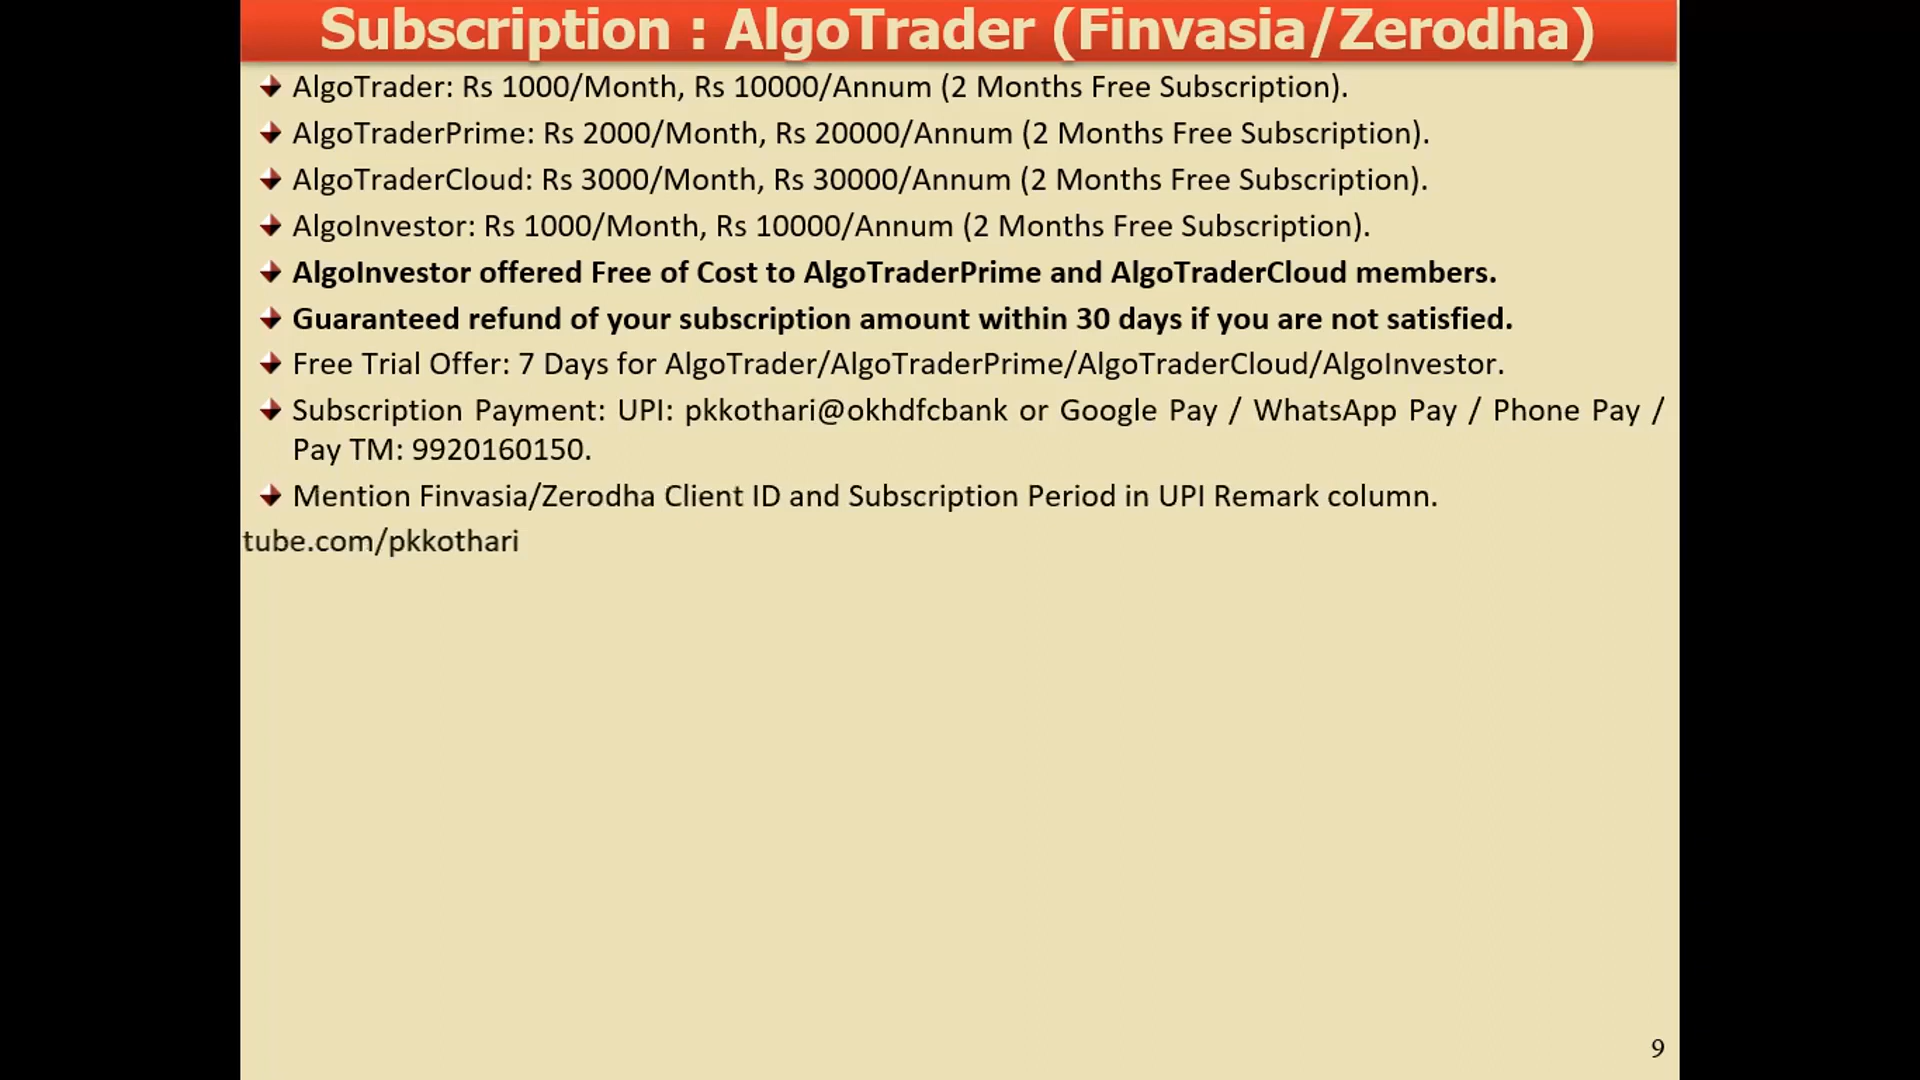 Subscription : AlgoTrader (Finvasia/Zerodha)
AlgoTrader: Rs 1000/Month, Rs 10000/Annum (2 Months Free Subscription).
AlgoTraderPrime: Rs 2000/Month, Rs 20000/Annum (2 Months Free Subscription).
AlgoTraderCloud: Rs 3000/Month, Rs 30000/Annum (2 Months Free Subscription).
AlgoInvestor: Rs 1000/Month, Rs 10000/Annum (2 Months Free Subscription).
AlgoInvestor offered Free of Cost to AlgoTraderPrime and AlgoTraderCloud members.
Guaranteed refund of your subscription amount within 30 days if you are not satisfied.
Free Trial Offer: 7 Days for AlgoTrader/AlgoTraderPrime/AlgoTraderCloud/AlgoInvestor.
Subscription Payment: UPI: pkkothari@okhdfcbank or Google Pay / WhatsApp Pay / Phone Pay /
Pay TM: 9920160150.
Mention Finvasia/Zerodha Client ID and Subscription Period in UPI Remark column.
tube.com/pkkothari
9